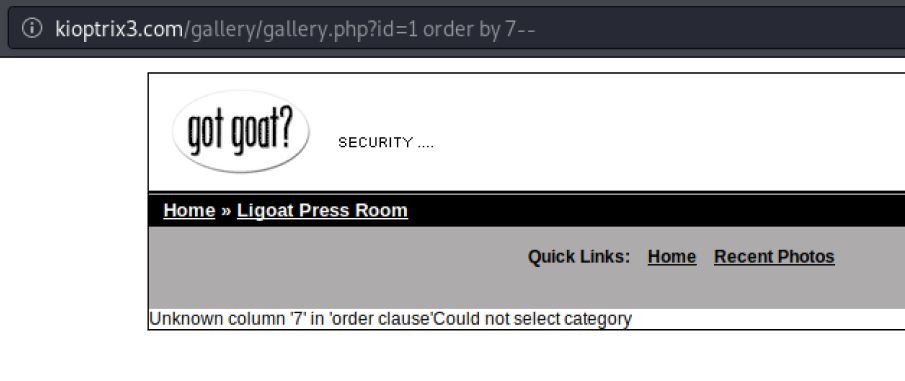 kioptrix3.com/gallery/gallery.php?id=1 order by 7--
got goat?
SECURITY ....
Home » Ligoat Press Room
Quick Links: Home Recent Photos
Unknown column '7' in 'order clause'Could not select category